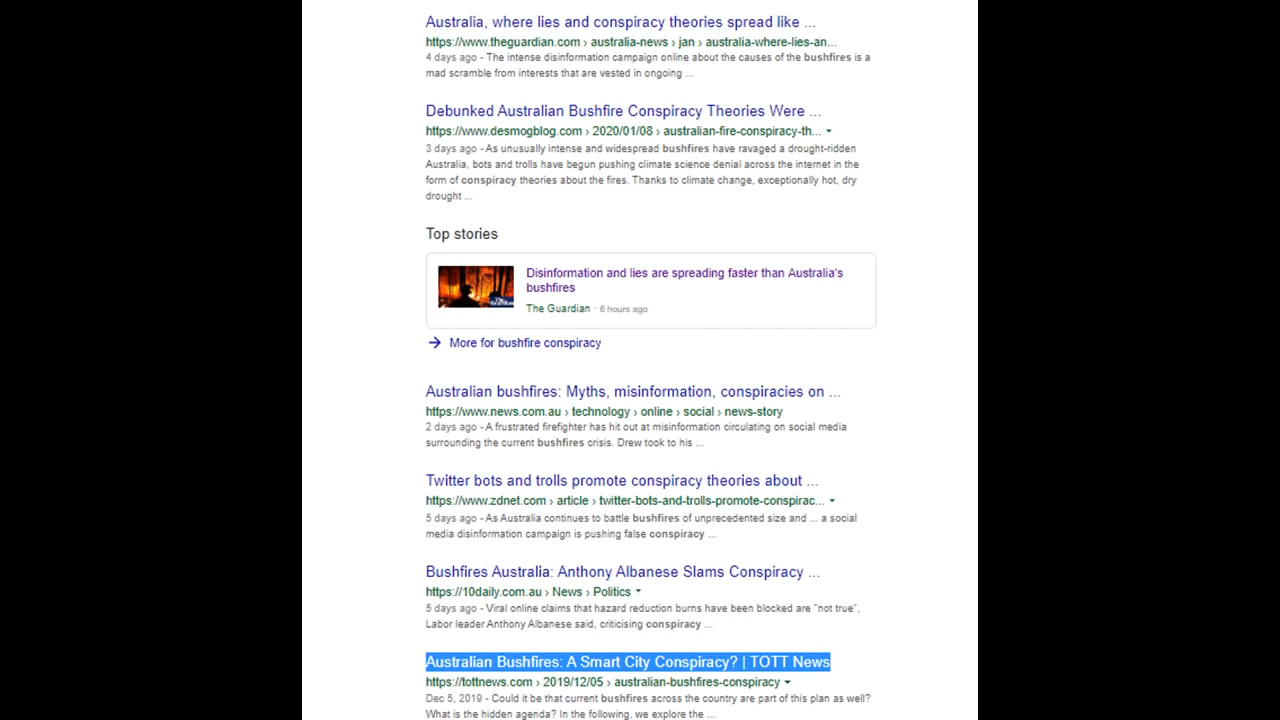 Australia, where lies and conspiracy theories spread like ...
https://www.theguardian.com › australia-news › jan › australia-where-lies-an...
4 days ago - The intense disinformation campaign online about the causes of the bushfires is a
mad scramble from interests that are vested in ongoing ...
Debunked Australian Bushfire Conspiracy Theories Were ...
https://www.desmogblog.com › 2020/01/08 › australian-fire-conspiracy-th...
3 days ago - As unusually intense and widespread bushfires have ravaged a drought-ridden
Australia, bots and trolls have begun pushing climate science denial across the internet in the
form of conspiracy theories about the fires. Thanks to climate change, exceptionally hot, dry
drought ...
Top stories
Disinformation and lies are spreading faster than Australia's
bushfires
The Guardian · 6 hours ago
More for bushfire conspiracy
Australian bushfires: Myths, misinformation, conspiracies on ...
https://www.news.com.au › technology › online › social › news-story
2 days ago - A frustrated firefighter has hit out at misinformation circulating on social media
surrounding the current bushfires crisis. Drew took to his ...
Twitter bots and trolls promote conspiracy theories about ...
https://www.zdnet.com › article › twitter-bots-and-trolls-promote-conspirac...
5 days ago - As Australia continues to battle bushfires of unprecedented size and ... a social
media disinformation campaign is pushing false conspiracy ...
Bushfires Australia: Anthony Albanese Slams Conspiracy ...
https://10daily.com.au › News › Politics
5 days ago - Viral online claims that hazard reduction burns have been blocked are "not true",
Labor leader Anthony Albanese said, criticising conspiracy ...
Australian Bushfires: A Smart City Conspiracy? | TOTT News
https://tottnews.com › 2019/12/05 › australian-bushfires-conspiracy
Dec 5, 2019 - Could it be that current bushfires across the country are part of this plan as well?
What is the hidden agenda? In the following, we explore the ...